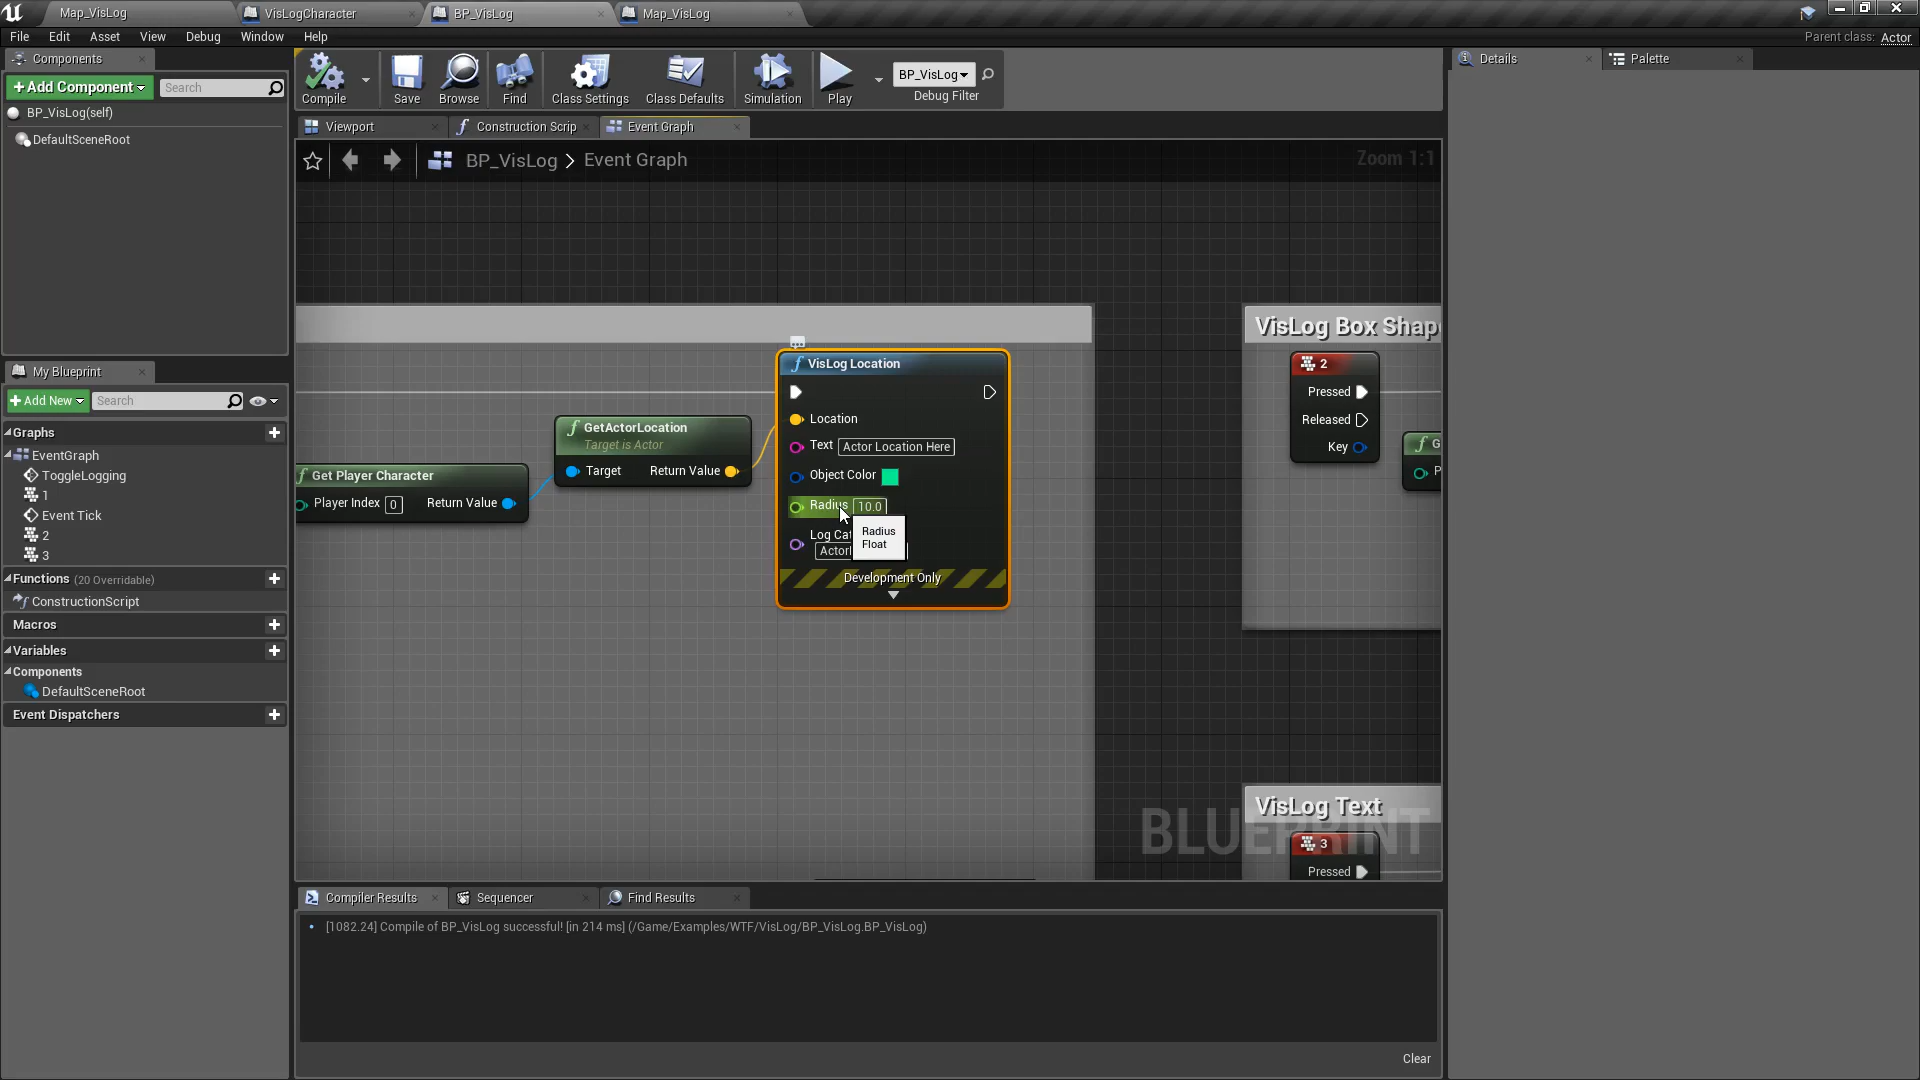 Map_VisLog
VisLogCharacter
BP_VisLog
Map_VisLog
File Edit Asset View Debug Window Help
Parent class: Actor
Components
+Add Component
Search
BP_VisLog(self)
DefaultSceneRoot
My Blueprint
+Add New
Search
Graphs
EventGraph
ToggleLogging
1
Event Tick
2
3
Functions (20 Overridable)
ConstructionScript
Macros
Variables
Components
DefaultSceneRoot
Event Dispatchers
Compile
Save
Browse
Find
Class Settings
Class Defaults
Simulation
Play
BP_VisLog
Debug Filter
Viewport
Construction Scrip
Event Graph
BP_VisLog > Event Graph
Zoom 1:1
Get Player Character
Player Index 0
Return Value
GetActorLocation
Target is Actor
Target
Return Value
VisLog Location
Location
Text Actor Location Here
Object Color
Radius 10.0
Log Cat
Actor
Radius
Float
Development Only
VisLog Box Shap
2
Pressed
Released
Key
G
P
VisLog Text
3
Pressed
BLUEPRINT
Compiler Results
Sequencer
Find Results
[1082.24] Compile of BP_VisLog successful! [in 214 ms] (/Game/Examples/WTF/VisLog/BP_VisLog.BP_VisLog)
Clear
Details
Palette